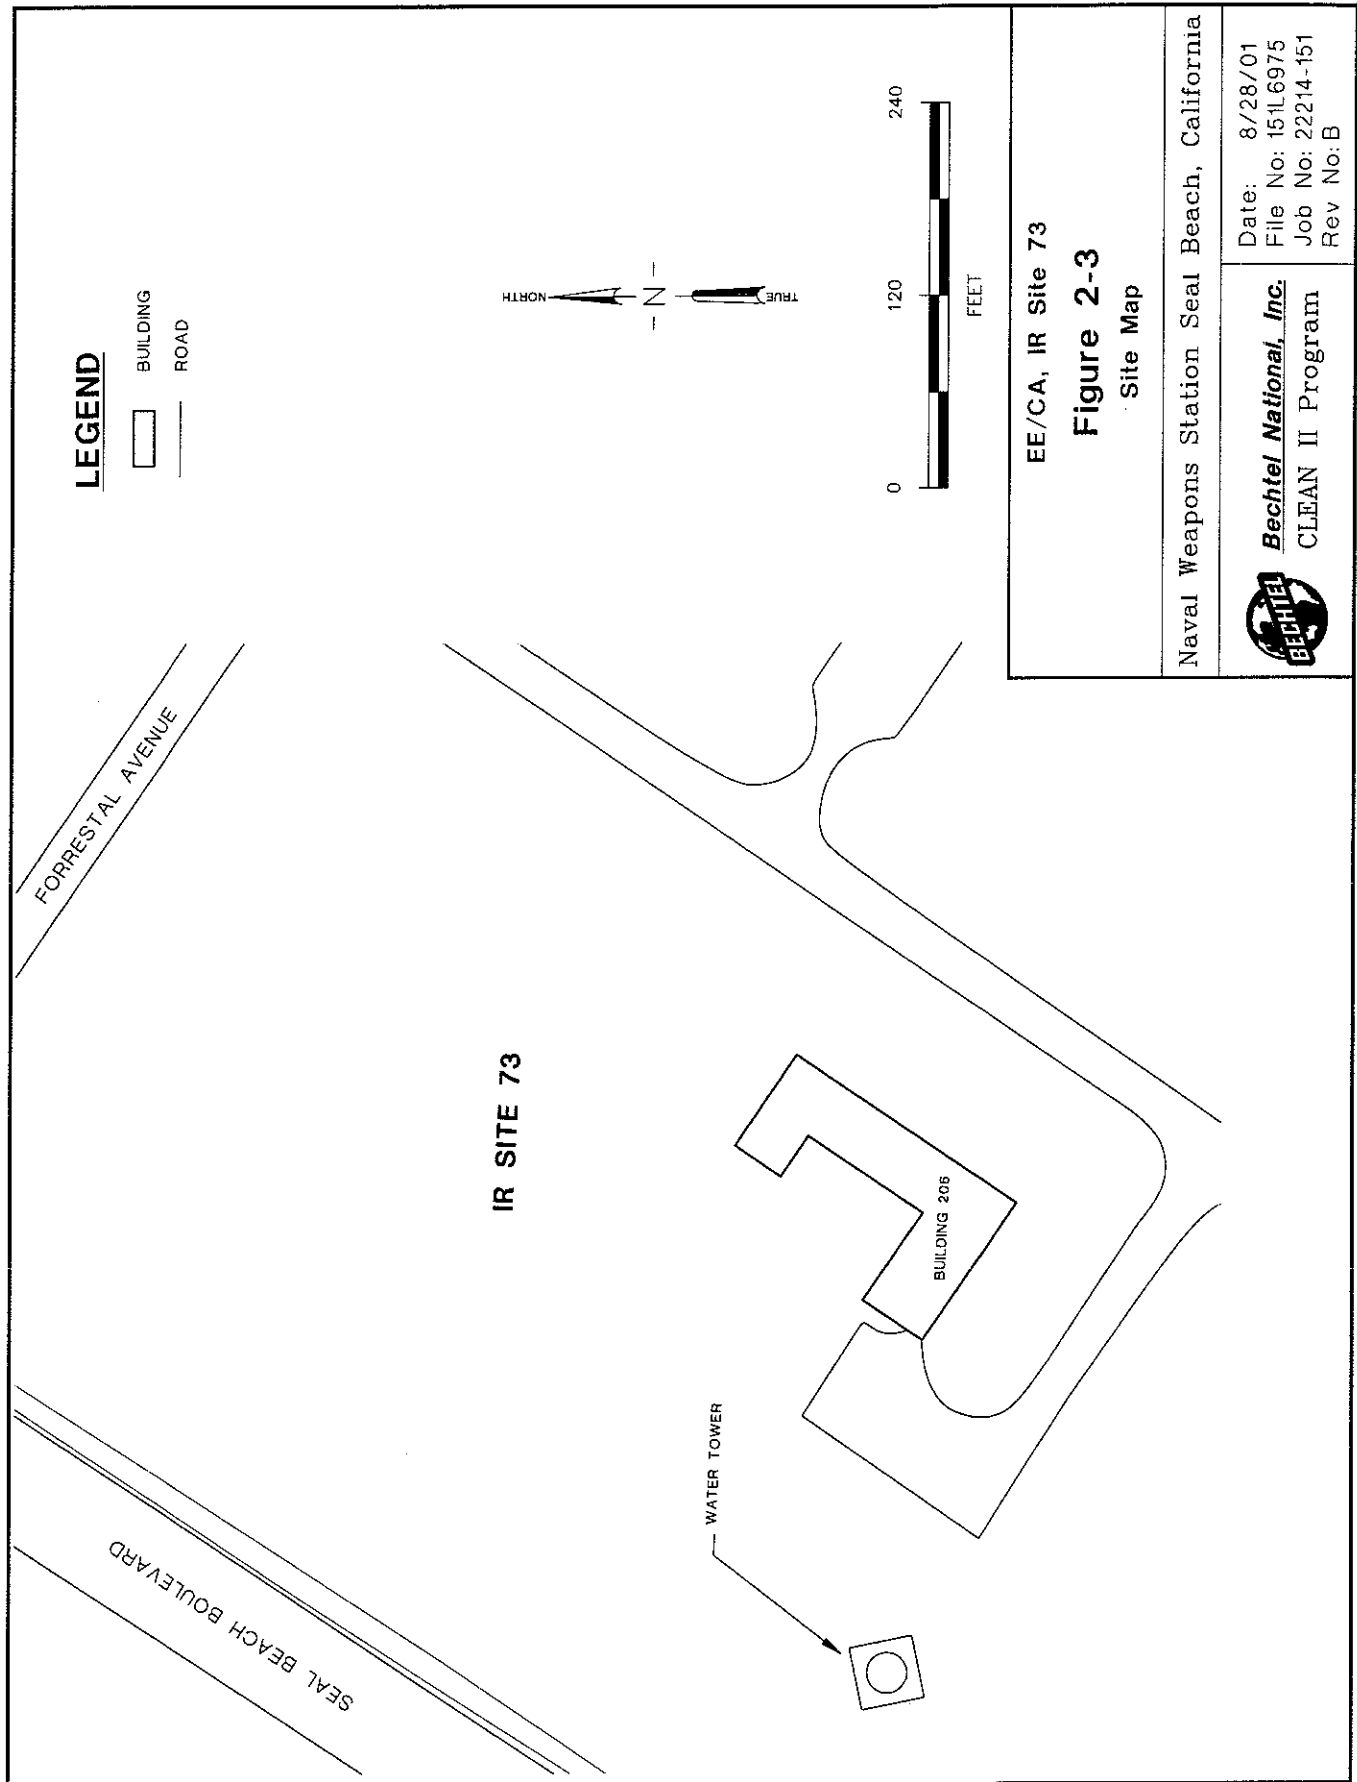 LEGEND
BUILDING
ROAD
FORRESTAL AVENUE
SEAL BEACH BOULEVARD
IR SITE 73
WATER TOWER
BUILDING 206
NORTH
N
TRUE
0 120 240
FEET
EE/CA, IR Site 73
Figure 2-3
Site Map
Naval Weapons Station Seal Beach, California
BECHTEL
Bechtel National, Inc.
CLEAN II Program
Date: 8/28/01
File No: 151L6975
Job No: 22214-151
Rev No: B